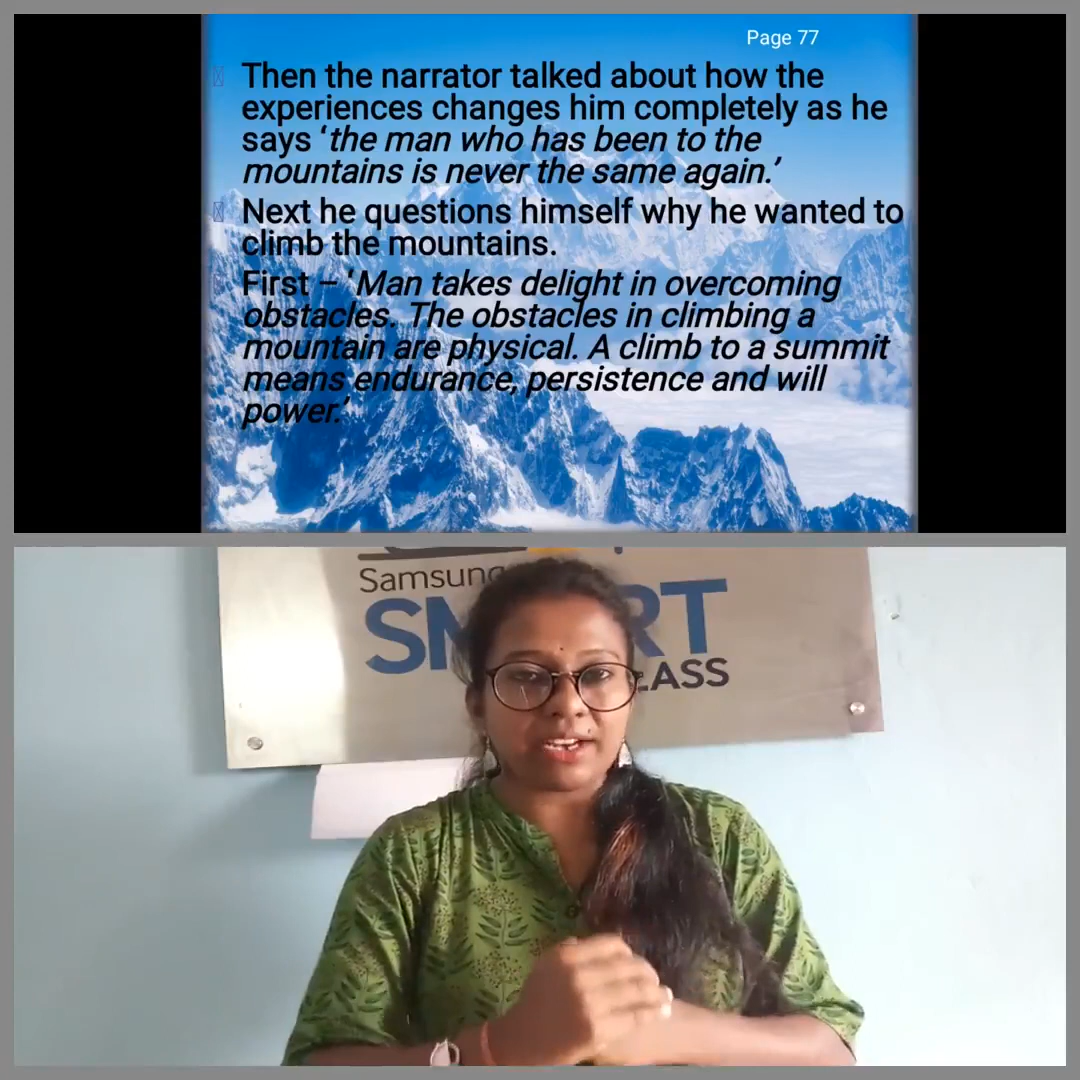 Page 77
Then the narrator talked about how the
experiences changes him completely as he
says ‘the man who has been to the
mountains is never the same again.’
Next he questions himself why he wanted to
climb the mountains.
First – ‘Man takes delight in overcoming
obstacles. The obstacles in climbing a
mountain are physical. A climb to a summit
means endurance, persistence and will
power.’
Samsung